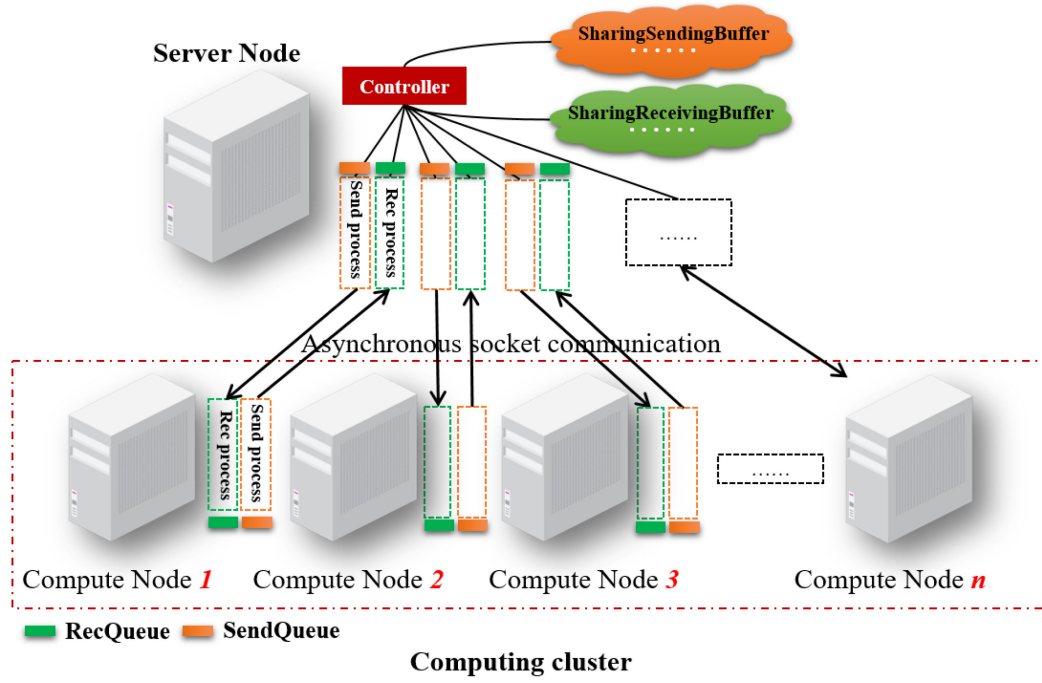 SharingSendingBuffer
......
Server Node
Controller
SharingReceivingBuffer
......
Send process
Rec process
......
Asynchronous socket communication
Rec process
Send process
......
Compute Node 1
Compute Node 2
Compute Node 3
Compute Node n
RecQueue
SendQueue
Computing cluster